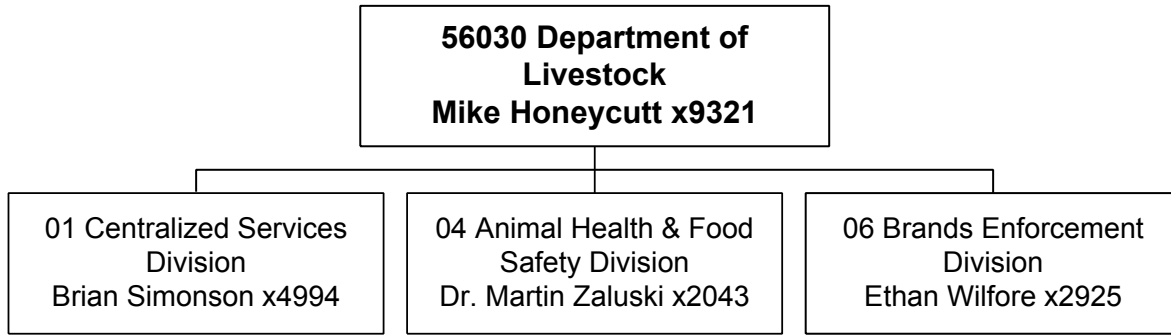 56030 Department of
Livestock
Mike Honeycutt x9321
01 Centralized Services
Division
Brian Simonson x4994
04 Animal Health & Food
Safety Division
Dr. Martin Zaluski x2043
06 Brands Enforcement
Division
Ethan Wilfore x2925